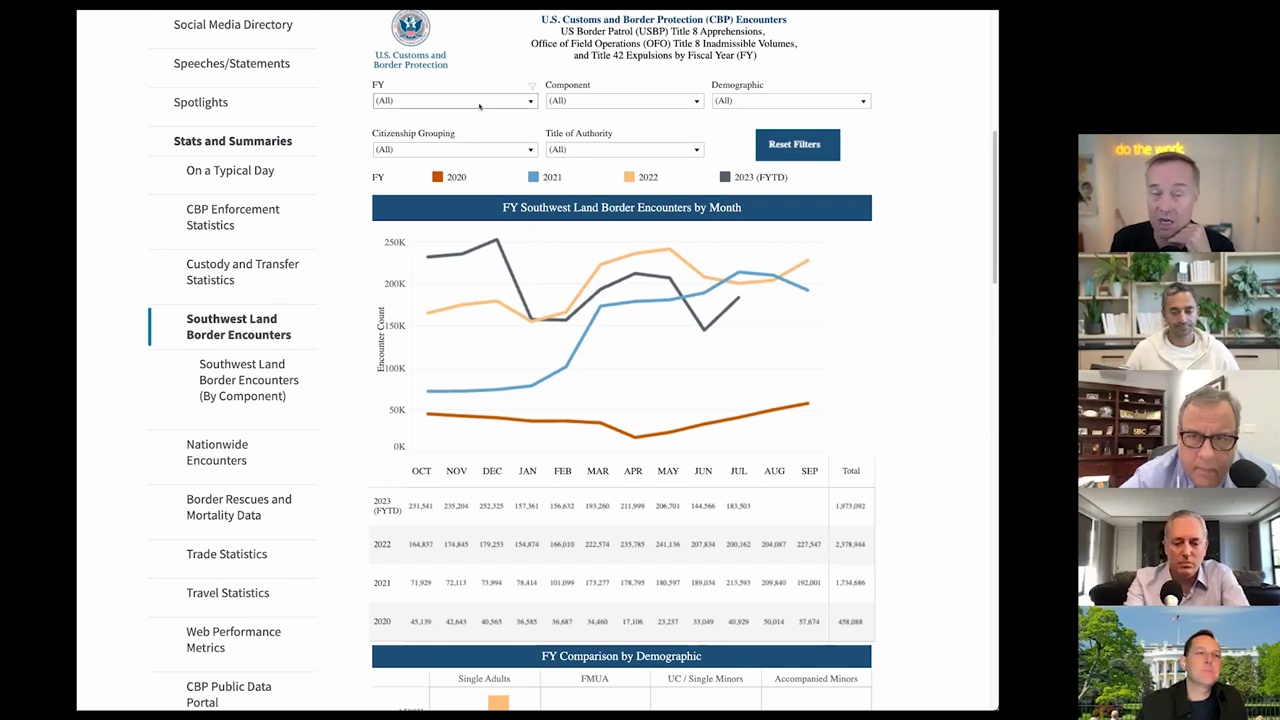 Social Media Directory
Speeches/Statements
Spotlights
Stats and Summaries
On a Typical Day
CBP Enforcement
Statistics
Custody and Transfer
Statistics
Southwest Land
Border Encounters
Southwest Land
Border Encounters
(By Component)
Nationwide
Encounters
Border Rescues and
Mortality Data
Trade Statistics
Travel Statistics
Web Performance
Metrics
CBP Public Data
Portal
U.S. Customs and
Border Protection
U.S. Customs and Border Protection (CBP) Encounters
US Border Patrol (USBP) Title 8 Apprehensions,
Office of Field Operations (OFO) Title 8 Inadmissible Volumes,
and Title 42 Expulsions by Fiscal Year (FY)
FY Component Demographic
(All) (All) (All)
Citizenship Grouping Title of Authority
(All) (All)
Reset Filters
FY 2020 2021 2022 2023 (FYTD)
FY Southwest Land Border Encounters by Month
Encounter Count
250K
200K
150K
100K
50K
0K
OCT NOV DEC JAN FEB MAR APR MAY JUN JUL AUG SEP Total
2023
(FYTD) 231,541 235,204 252,325 157,361 156,632 193,260 211,999 206,701 144,566 183,503 1,973,092
2022 164,837 174,845 179,253 154,874 166,010 222,574 235,785 241,136 207,834 200,162 204,087 227,547 2,378,944
2021 71,929 72,113 73,994 78,414 101,099 173,277 178,795 180,597 189,034 213,593 209,840 192,001 1,734,686
2020 45,139 42,643 40,565 36,585 36,687 34,460 17,106 23,237 33,049 40,929 50,014 57,674 458,088
FY Comparison by Demographic
Single Adults FMUA UC / Single Minors Accompanied Minors
do the work
SBC